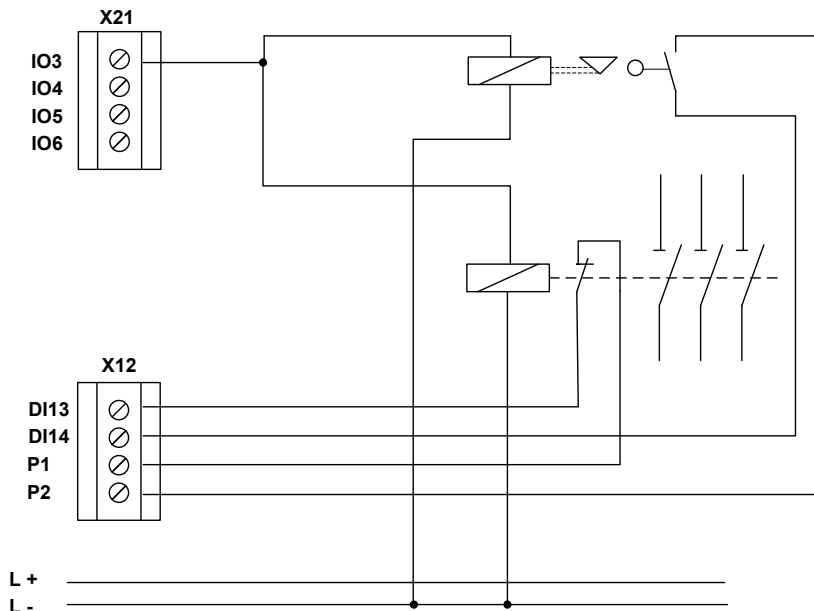 X21
IO3
IO4
IO5
IO6
X12
DI13
DI14
P1
P2
L +
L -